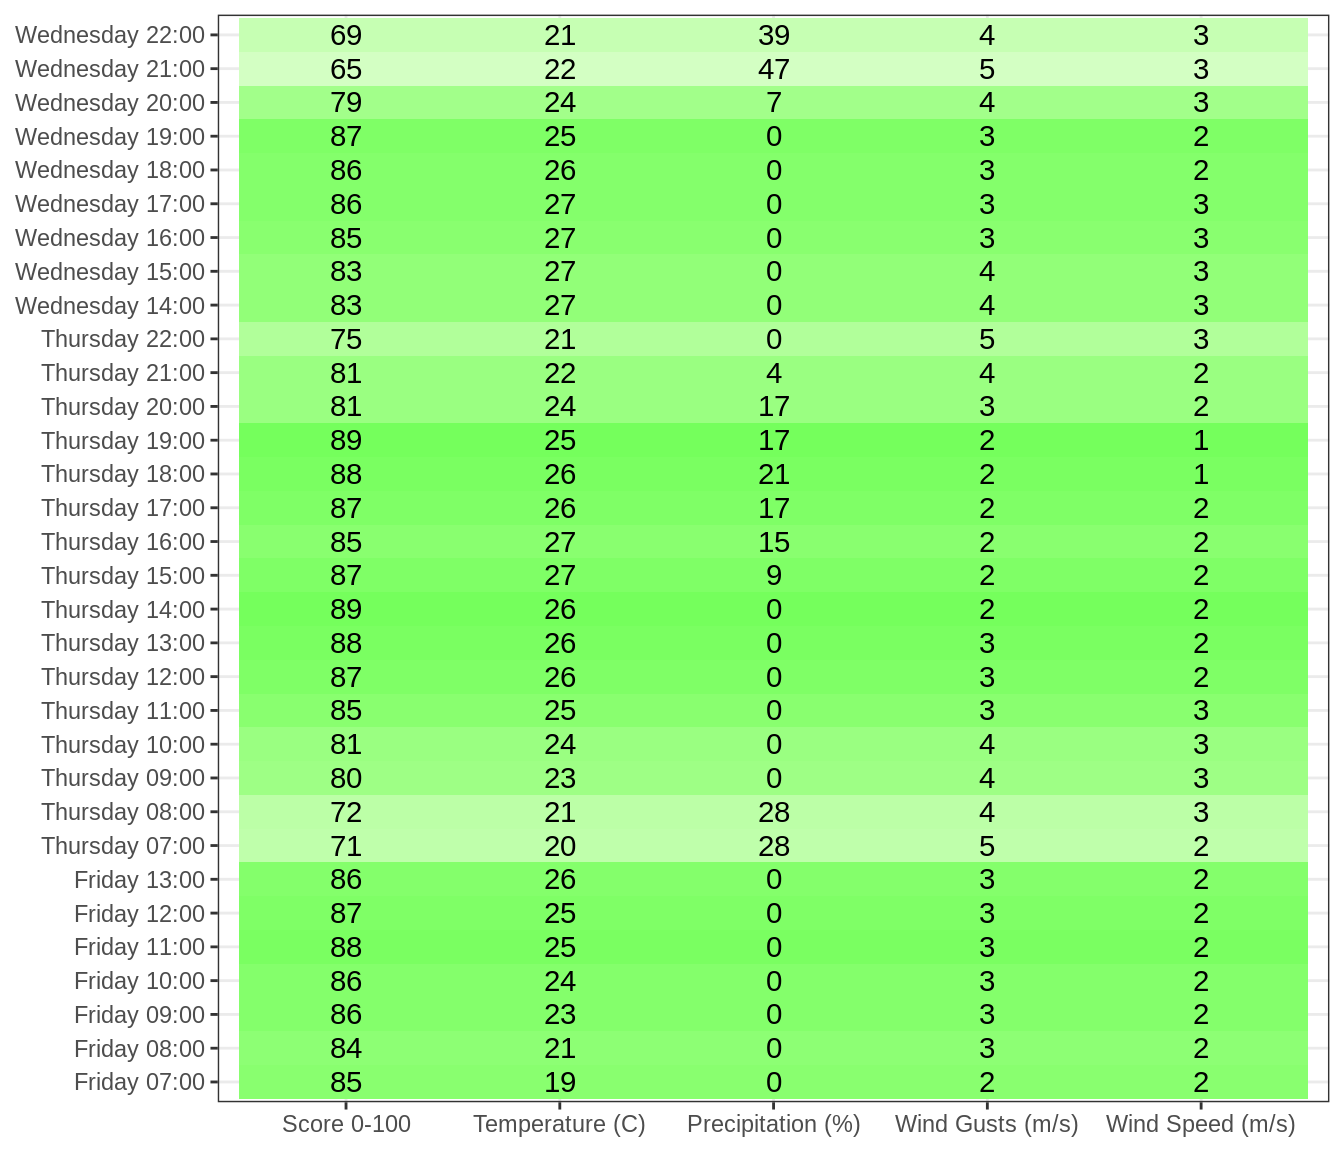 Wednesday 22:00 69 21 39 4 3
Wednesday 21:00 65 22 47 5 3
Wednesday 20:00 79 24 7 4 3
Wednesday 19:00 87 25 0 3 2
Wednesday 18:00 86 26 0 3 2
Wednesday 17:00 86 27 0 3 3
Wednesday 16:00 85 27 0 3 3
Wednesday 15:00 83 27 0 4 3
Wednesday 14:00 83 27 0 4 3
Thursday 22:00 75 21 0 5 3
Thursday 21:00 81 22 4 4 2
Thursday 20:00 81 24 17 3 2
Thursday 19:00 89 25 17 2 1
Thursday 18:00 88 26 21 2 1
Thursday 17:00 87 26 17 2 2
Thursday 16:00 85 27 15 2 2
Thursday 15:00 87 27 9 2 2
Thursday 14:00 89 26 0 2 2
Thursday 13:00 88 26 0 3 2
Thursday 12:00 87 26 0 3 2
Thursday 11:00 85 25 0 3 3
Thursday 10:00 81 24 0 4 3
Thursday 09:00 80 23 0 4 3
Thursday 08:00 72 21 28 4 3
Thursday 07:00 71 20 28 5 2
Friday 13:00 86 26 0 3 2
Friday 12:00 87 25 0 3 2
Friday 11:00 88 25 0 3 2
Friday 10:00 86 24 0 3 2
Friday 09:00 86 23 0 3 2
Friday 08:00 84 21 0 3 2
Friday 07:00 85 19 0 2 2
Score 0-100 Temperature (C) Precipitation (%) Wind Gusts (m/s) Wind Speed (m/s)